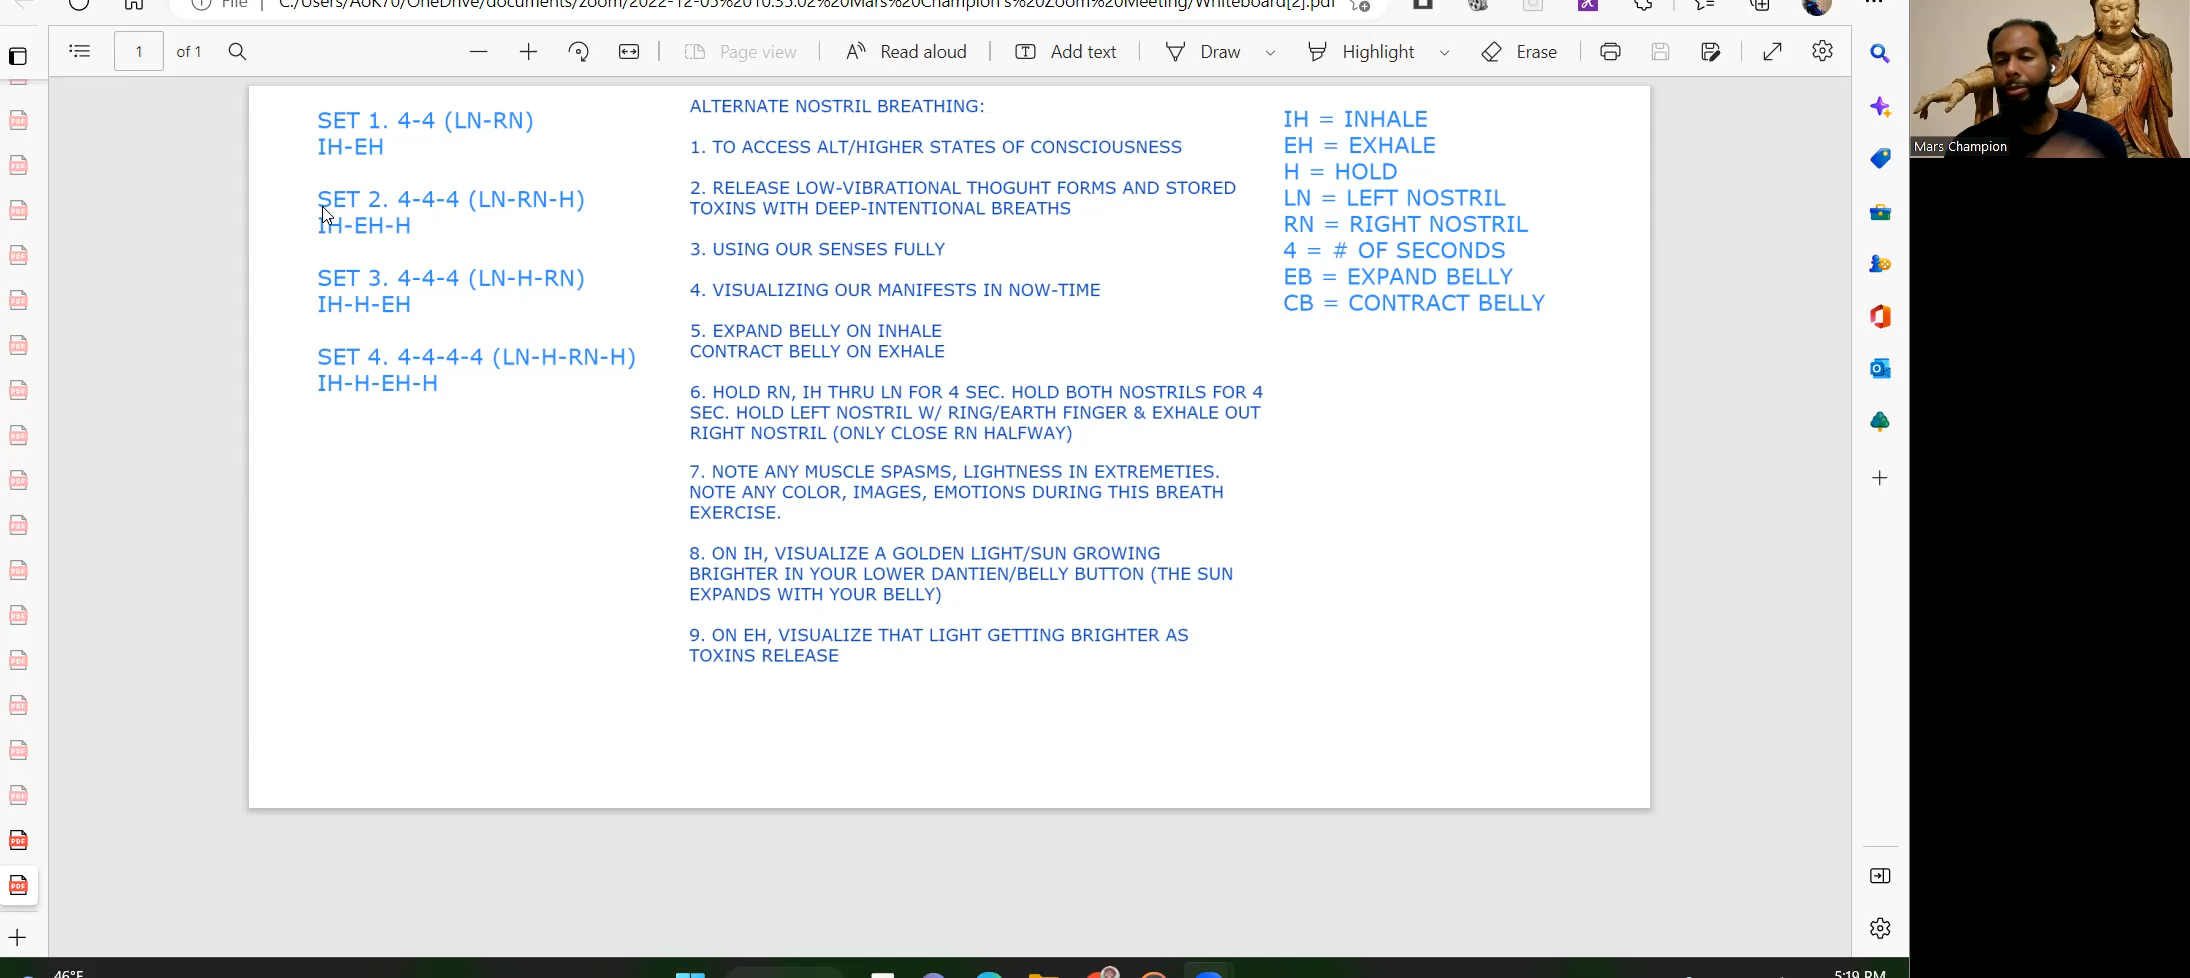 File
C:/Users/AoK70/OneDrive/documents/zoom/2022-12-05%2010.35.02%20Mars%20Champion's%20Zoom%20Meeting/Whiteboard[2].pdf
1 of 1
Page view
Read aloud
Add text
Draw
Highlight
Erase
SET 1. 4-4 (LN-RN)
IH-EH
SET 2. 4-4-4 (LN-RN-H)
IH-EH-H
SET 3. 4-4-4 (LN-H-RN)
IH-H-EH
SET 4. 4-4-4-4 (LN-H-RN-H)
IH-H-EH-H
ALTERNATE NOSTRIL BREATHING:
1. TO ACCESS ALT/HIGHER STATES OF CONSCIOUSNESS
2. RELEASE LOW-VIBRATIONAL THOGUHT FORMS AND STORED
TOXINS WITH DEEP-INTENTIONAL BREATHS
3. USING OUR SENSES FULLY
4. VISUALIZING OUR MANIFESTS IN NOW-TIME
5. EXPAND BELLY ON INHALE
CONTRACT BELLY ON EXHALE
6. HOLD RN, IH THRU LN FOR 4 SEC. HOLD BOTH NOSTRILS FOR 4
SEC. HOLD LEFT NOSTRIL W/ RING/EARTH FINGER & EXHALE OUT
RIGHT NOSTRIL (ONLY CLOSE RN HALFWAY)
7. NOTE ANY MUSCLE SPASMS, LIGHTNESS IN EXTREMETIES.
NOTE ANY COLOR, IMAGES, EMOTIONS DURING THIS BREATH
EXERCISE.
8. ON IH, VISUALIZE A GOLDEN LIGHT/SUN GROWING
BRIGHTER IN YOUR LOWER DANTIEN/BELLY BUTTON (THE SUN
EXPANDS WITH YOUR BELLY)
9. ON EH, VISUALIZE THAT LIGHT GETTING BRIGHTER AS
TOXINS RELEASE
IH = INHALE
EH = EXHALE
H = HOLD
LN = LEFT NOSTRIL
RN = RIGHT NOSTRIL
4 = # OF SECONDS
EB = EXPAND BELLY
CB = CONTRACT BELLY
Mars Champion
46°F
5:19 PM